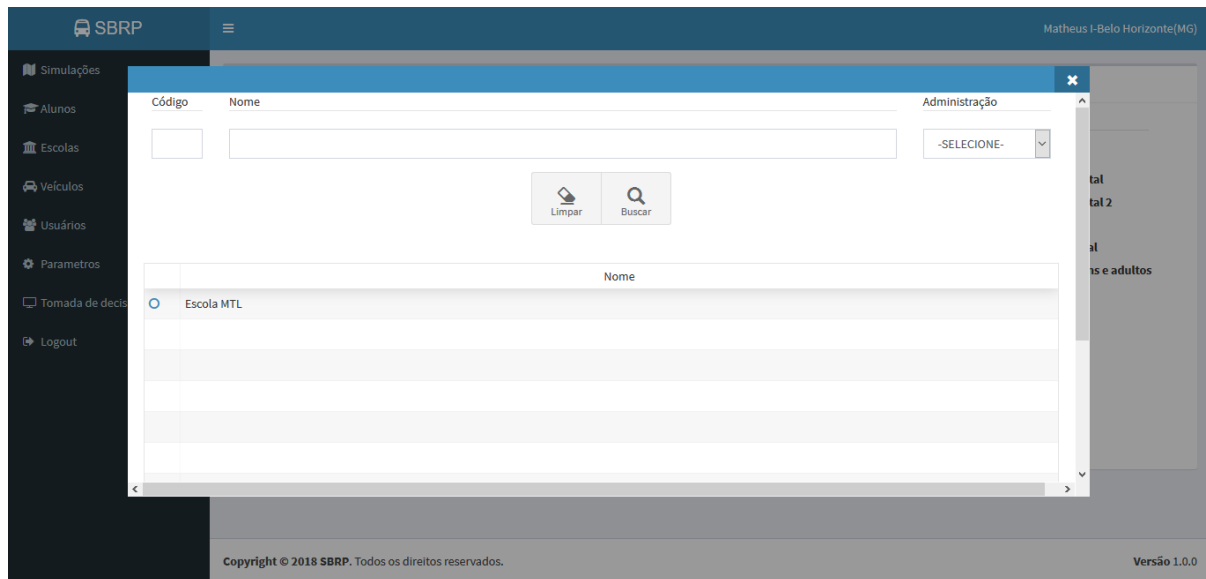 SBRP
Matheus I-Belo Horizonte(MG)
Simulações
Alunos
Escolas
Veículos
Usuários
Parametros
Tomada de decis
Logout
Código Nome Administração
-SELECIONE-
Limpar Buscar
Nome
Escola MTL
tal
tal 2
al
ns e adultos
Copyright © 2018 SBRP. Todos os direitos reservados. Versão 1.0.0